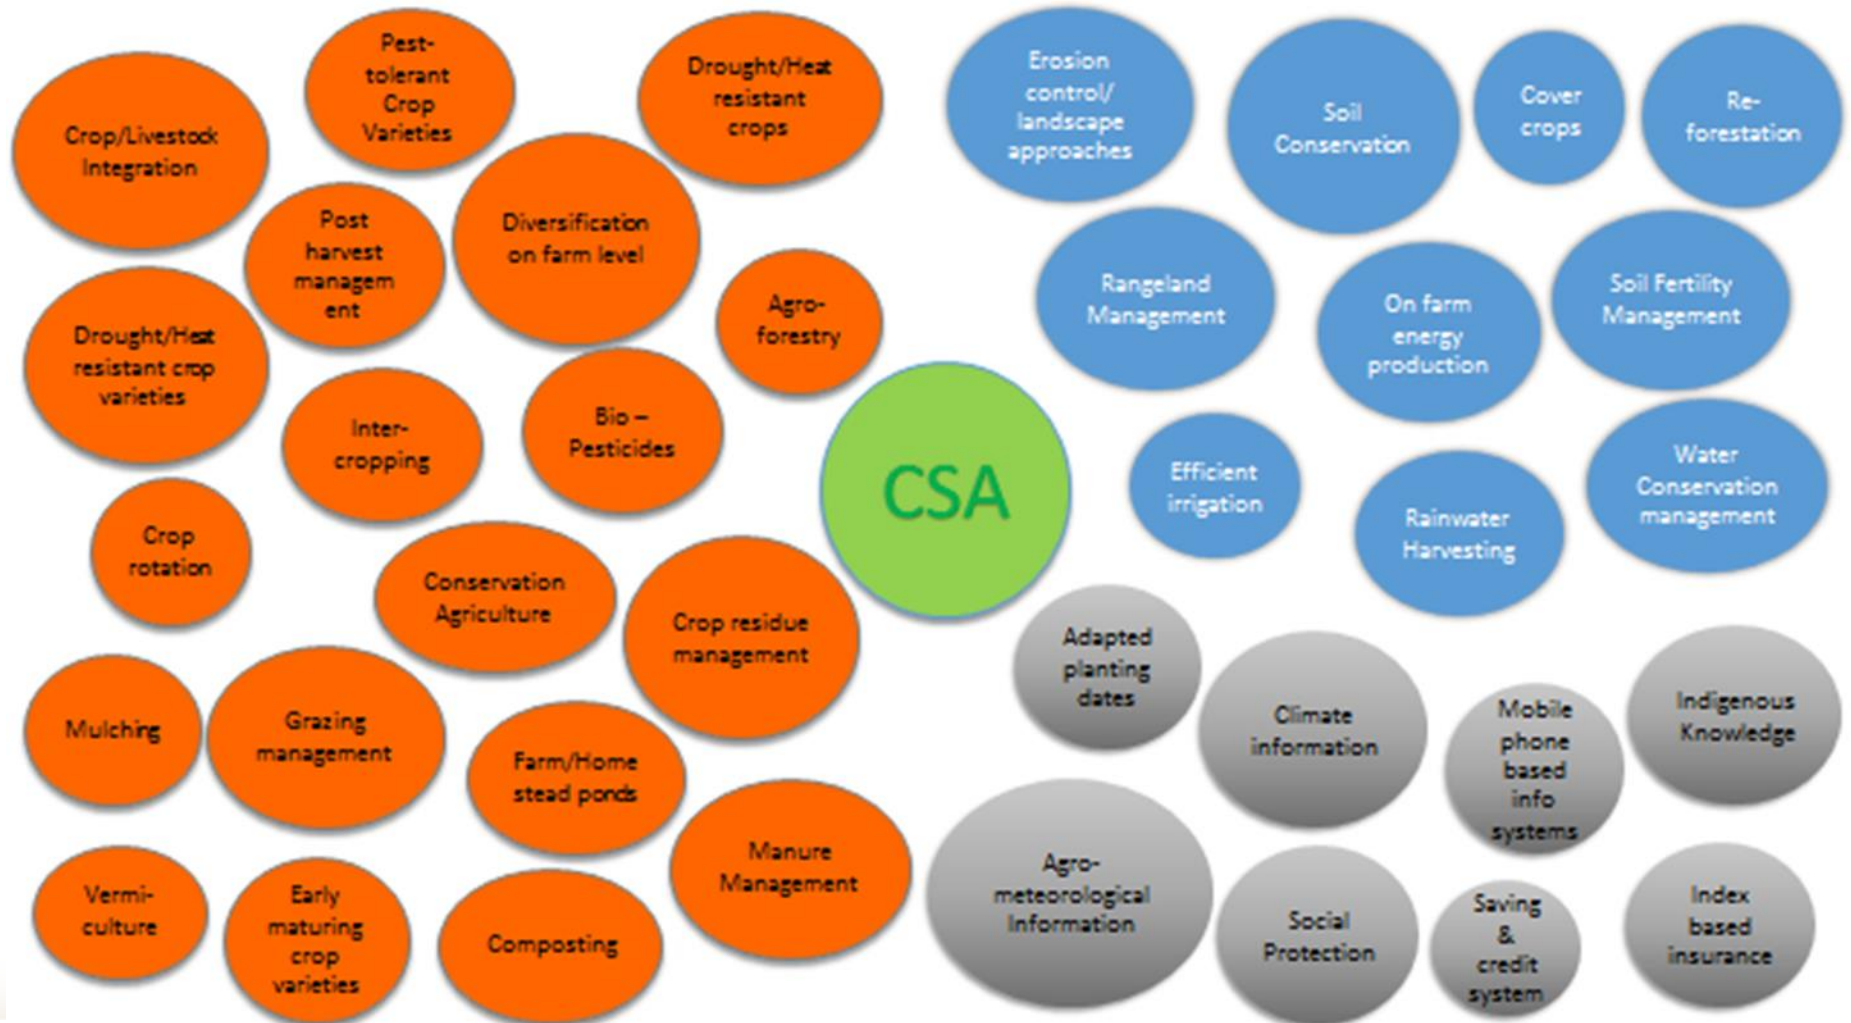 Pest-
tolerant
Crop
Varieties
Drought/Heat
resistant
crops
Crop/Livestock
Integration
Post
harvest
managem
ent
Diversification
on farm level
Agro-
forestry
Drought/Heat
resistant crop
varieties
Inter-
cropping
Bio –
Pesticides
Crop
rotation
Conservation
Agriculture
Crop residue
management
Mulching
Grazing
management
Farm/Home
stead ponds
Manure
Management
Vermi-
culture
Early
maturing
crop
varieties
Composting
CSA
Erosion
control/
landscape
approaches
Soil
Conservation
Cover
crops
Re-
forestation
Rangeland
Management
On farm
energy
production
Soil Fertility
Management
Efficient
irrigation
Rainwater
Harvesting
Water
Conservation
management
Adapted
planting
dates
Climate
information
Mobile
phone
based
info
systems
Indigenous
Knowledge
Agro-
meteorological
Information
Social
Protection
Saving
&
credit
system
Index
based
insurance